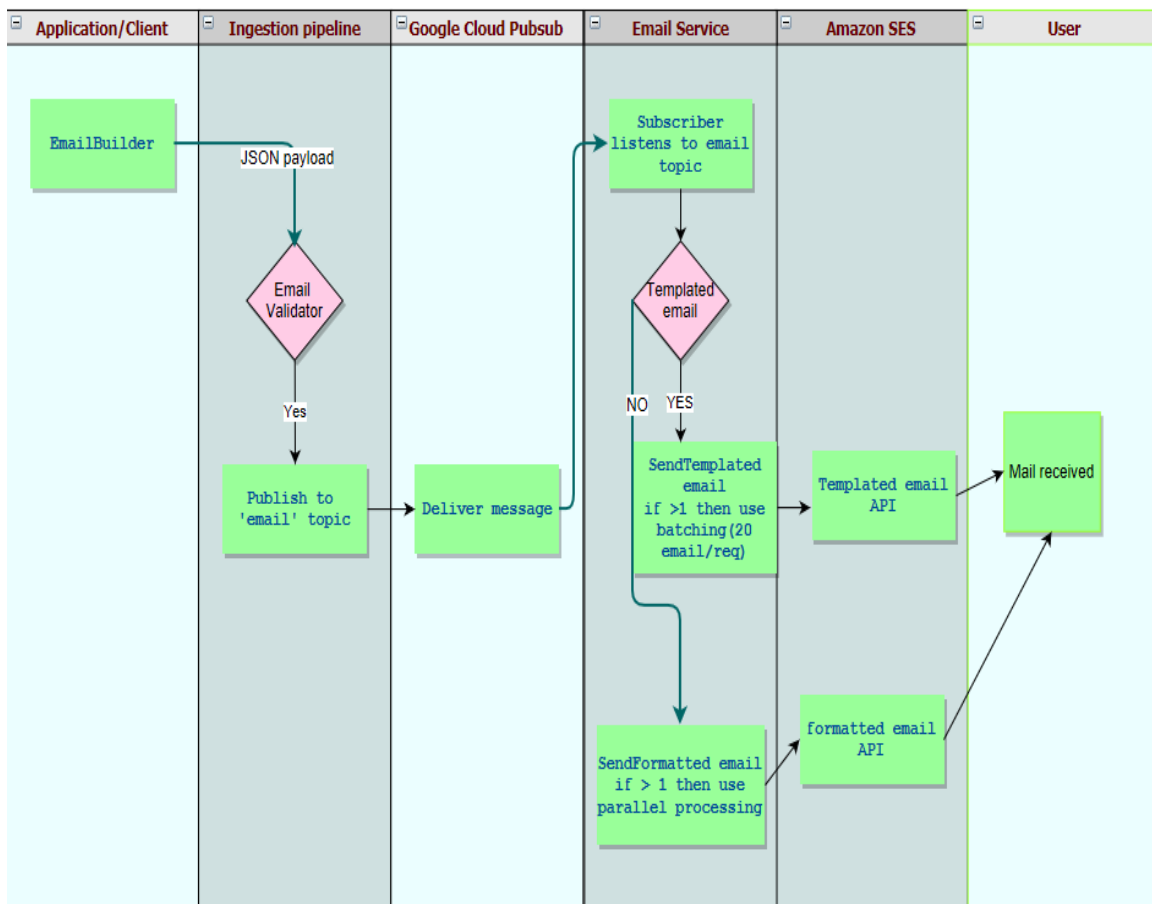 Application/Client
Ingestion pipeline
Google Cloud Pubsub
Email Service
Amazon SES
User
EmailBuilder
JSON payload
Email
Validator
Yes
Publish to
'email' topic
Deliver message
Subscriber
listens to email
topic
Templated
email
NO
YES
SendTemplated
email
if >1 then use
batching(20
email/req)
Templated email
API
Mail received
SendFormatted email
if > 1 then use
parallel processing
formatted email
API